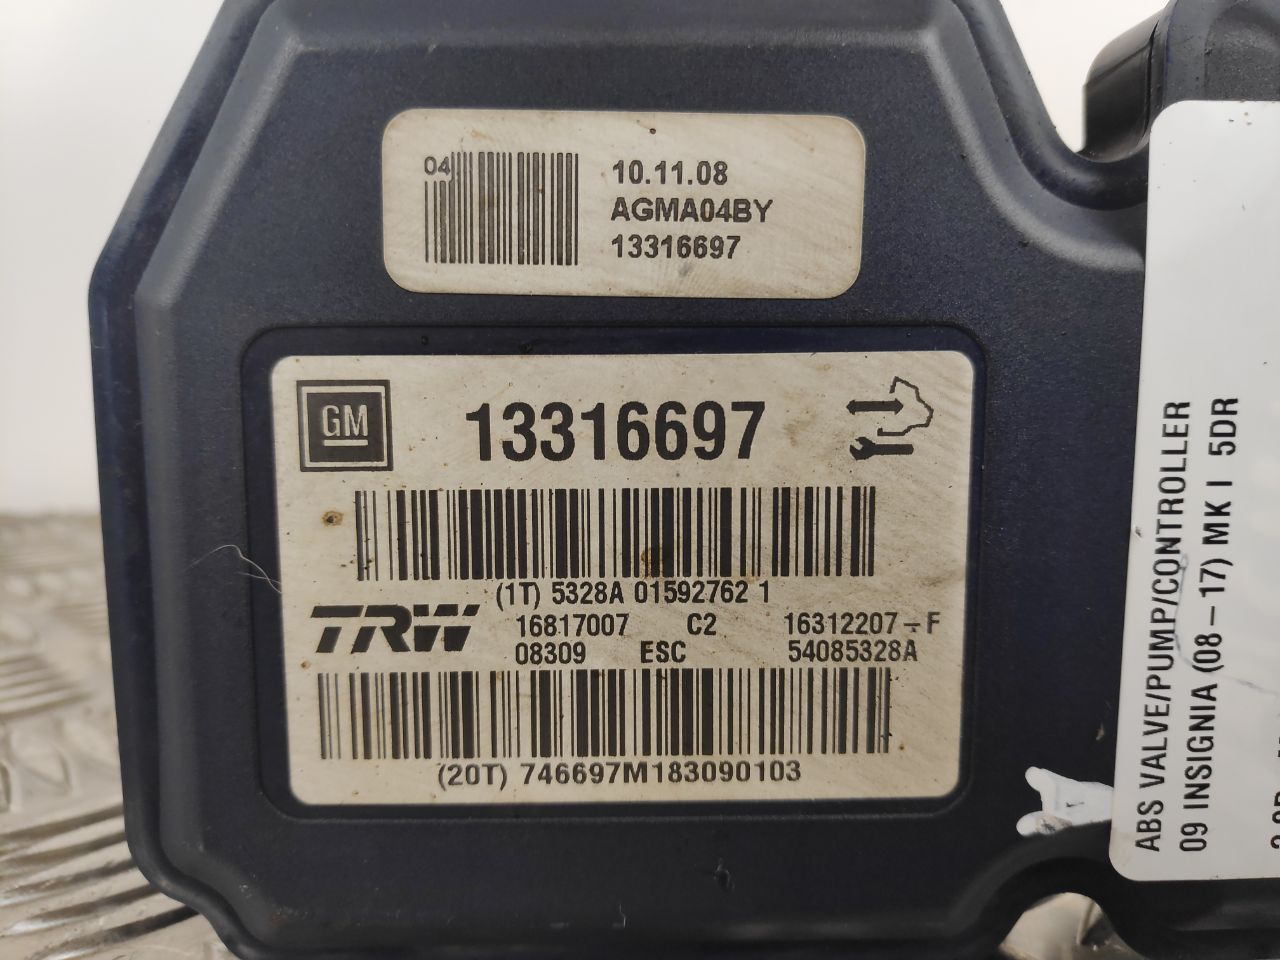 04
10.11.08
AGMA04BY
13316697
GM
13316697
(1T) 5328A 01592762 1
TRW
16817007 C2 16312207-F
08309 ESC 54085328A
(20T) 746697M183090103
ABS VALVE/PUMP/CONTROLLER
09 INSIGNIA (08-17) MK I 5DR